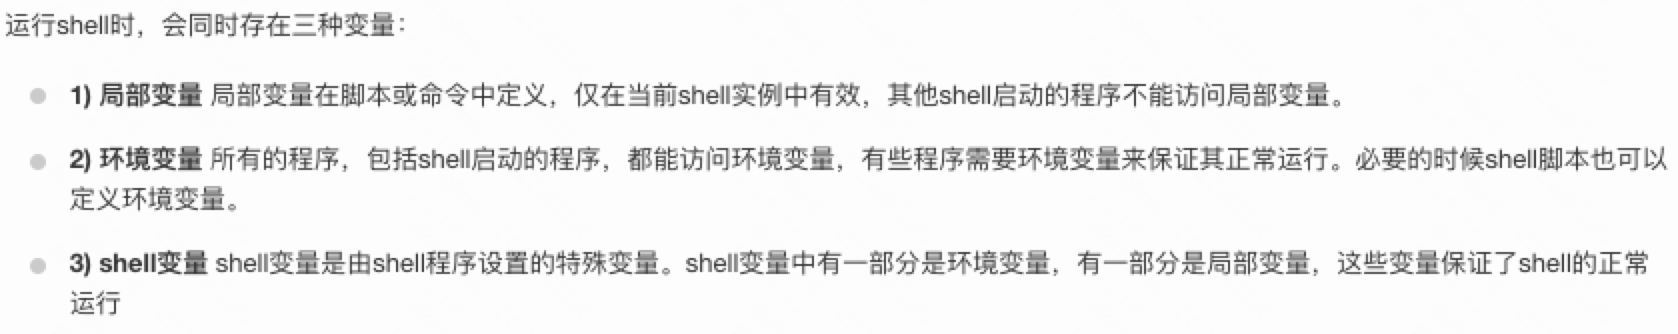 运行shell时，会同时存在三种变量：
1) 局部变量 局部变量在脚本或命令中定义，仅在当前shell实例中有效，其他shell启动的程序不能访问局部变量。
2) 环境变量 所有的程序，包括shell启动的程序，都能访问环境变量，有些程序需要环境变量来保证其正常运行。必要的时候shell脚本也可以
定义环境变量。
3) shell变量 shell变量是由shell程序设置的特殊变量。shell变量中有一部分是环境变量，有一部分是局部变量，这些变量保证了shell的正常
运行